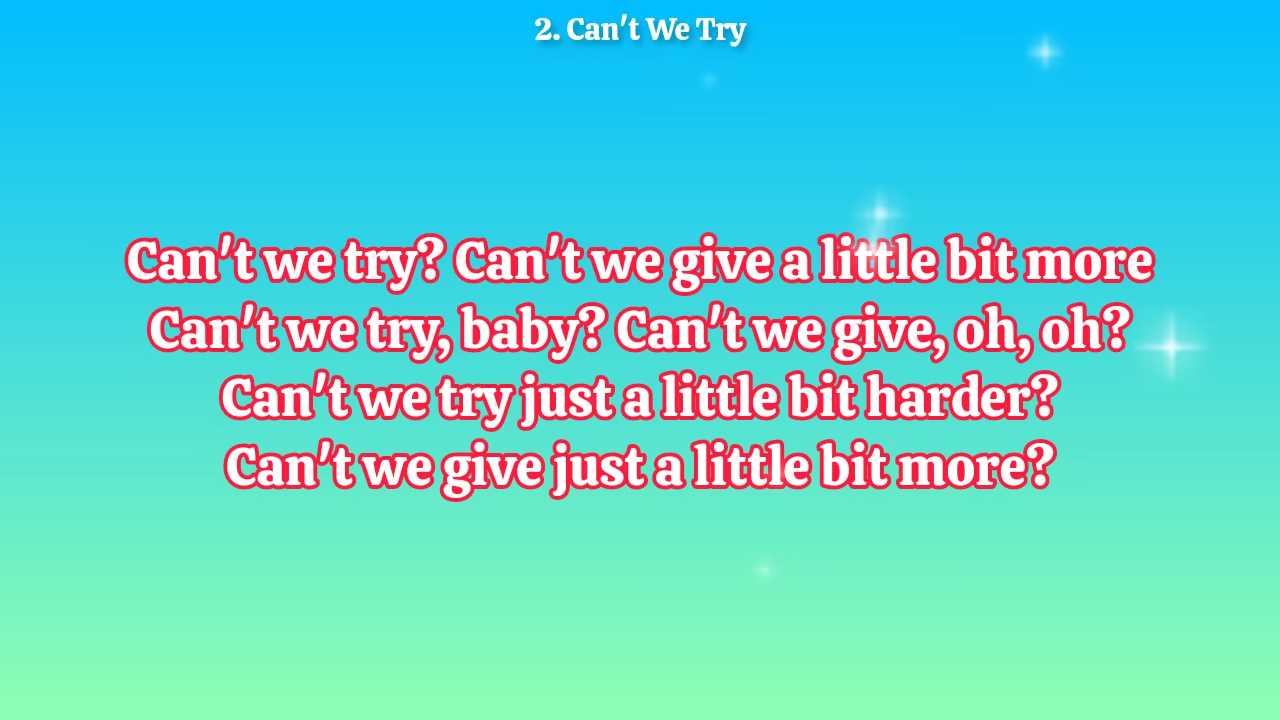 2. Can't We Try
Can't we try? Can't we give a little bit more
Can't we try, baby? Can't we give, oh, oh?
Can't we try just a little bit harder?
Can't we give just a little bit more?